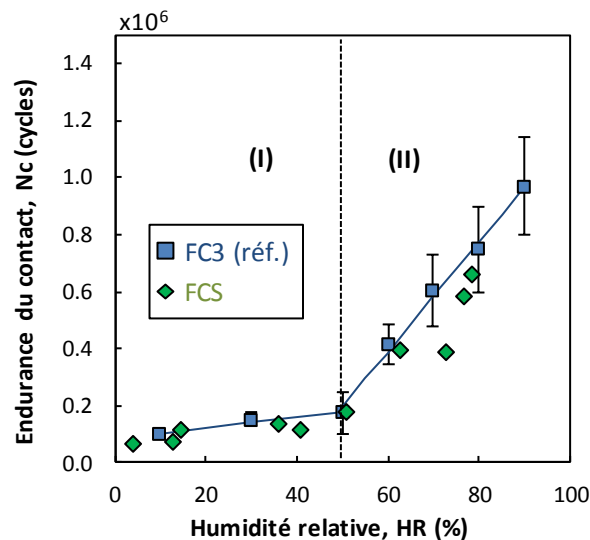 x10⁶
Endurance du contact, Nc (cycles)
1.4
1.2
1.0
0.8
0.6
0.4
0.2
0.0
(I)
(II)
FC3 (réf.)
FCS
0
20
40
60
80
100
Humidité relative, HR (%)